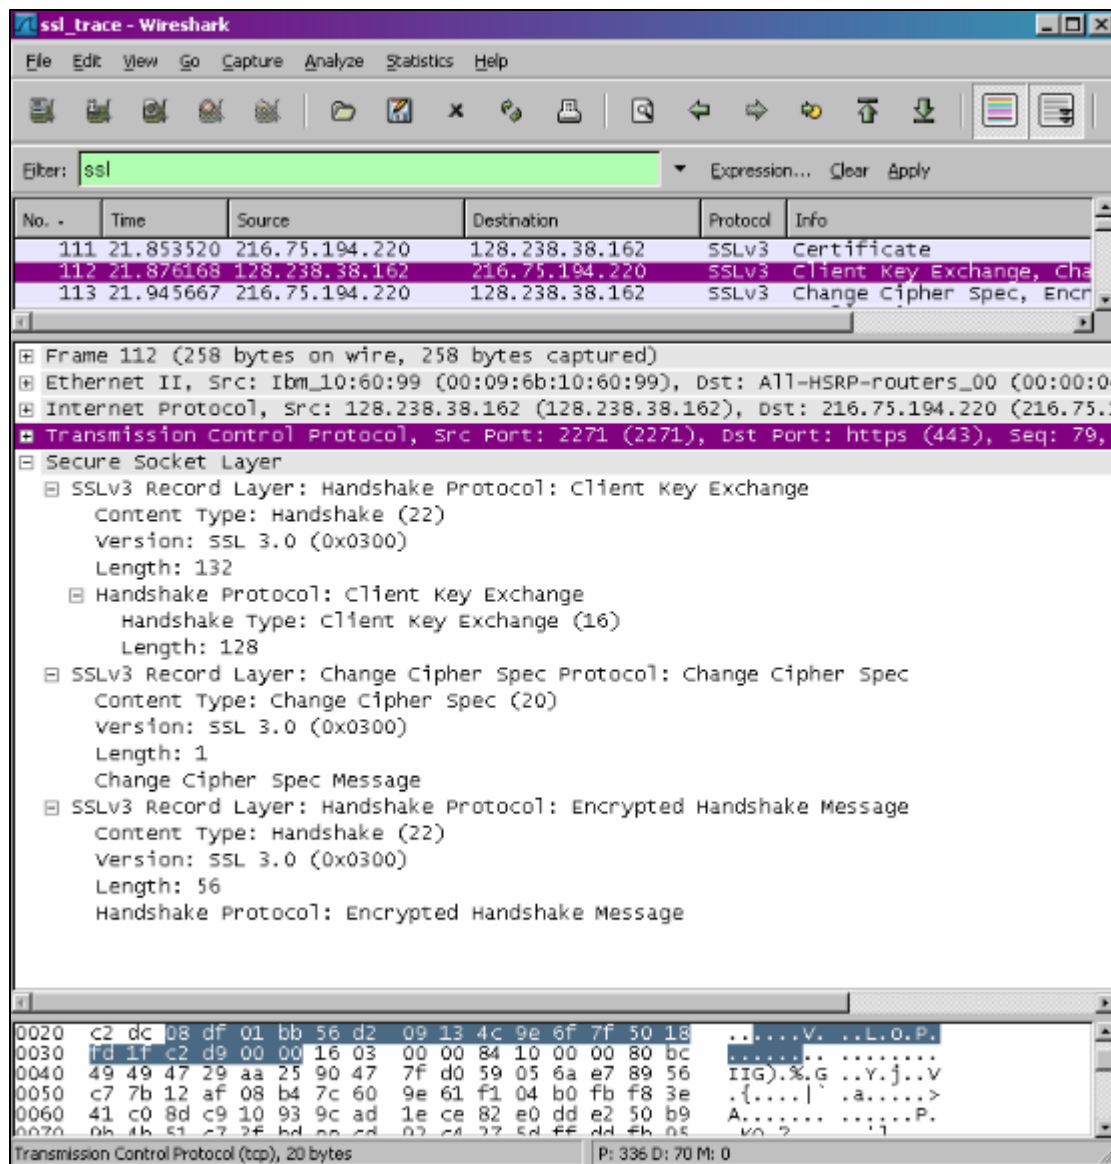 ssl_trace - Wireshark
File Edit View Go Capture Analyze Statistics Help
Filter: ssl Expression... Clear Apply
No. - Time Source Destination Protocol Info
111 21.853520 216.75.194.220 128.238.38.162 SSLv3 Certificate
112 21.876168 128.238.38.162 216.75.194.220 SSLv3 Client Key Exchange, Cha
113 21.945667 216.75.194.220 128.238.38.162 SSLv3 Change Cipher Spec, Encr
Frame 112 (258 bytes on wire, 258 bytes captured)
Ethernet II, Src: Ibm_10:60:99 (00:09:6b:10:60:99), Dst: All-HSRP-routers_00 (00:00:0
Internet Protocol, Src: 128.238.38.162 (128.238.38.162), Dst: 216.75.194.220 (216.75.
Transmission Control Protocol, Src Port: 2271 (2271), Dst Port: https (443), Seq: 79,
Secure Socket Layer
SSLv3 Record Layer: Handshake Protocol: Client Key Exchange
Content Type: Handshake (22)
Version: SSL 3.0 (0x0300)
Length: 132
Handshake Protocol: Client Key Exchange
Handshake Type: Client Key Exchange (16)
Length: 128
SSLv3 Record Layer: Change Cipher Spec Protocol: Change Cipher Spec
Content Type: Change Cipher Spec (20)
Version: SSL 3.0 (0x0300)
Length: 1
Change Cipher Spec Message
SSLv3 Record Layer: Handshake Protocol: Encrypted Handshake Message
Content Type: Handshake (22)
Version: SSL 3.0 (0x0300)
Length: 56
Handshake Protocol: Encrypted Handshake Message
0020 c2 dc 08 df 01 bb 56 d2 09 13 4c 9e 6f 7f 50 18 ......V. ..L.o.P.
0030 fd 1f c2 d9 00 00 16 03 00 00 84 10 00 00 80 bc ........ ........
0040 49 49 47 29 aa 25 90 47 7f d0 59 05 6a e7 89 56 IIG).%.G ..Y.j..V
0050 c7 7b 12 af 08 b4 7c 60 9e 61 f1 04 b0 fb f8 3e .{....|` .a.....>
0060 41 c0 8d c9 10 93 9c ad 1e ce 82 e0 dd e2 50 b9 A....... ......P.
0070
Transmission Control Protocol (tcp), 20 bytes P: 336 D: 70 M: 0